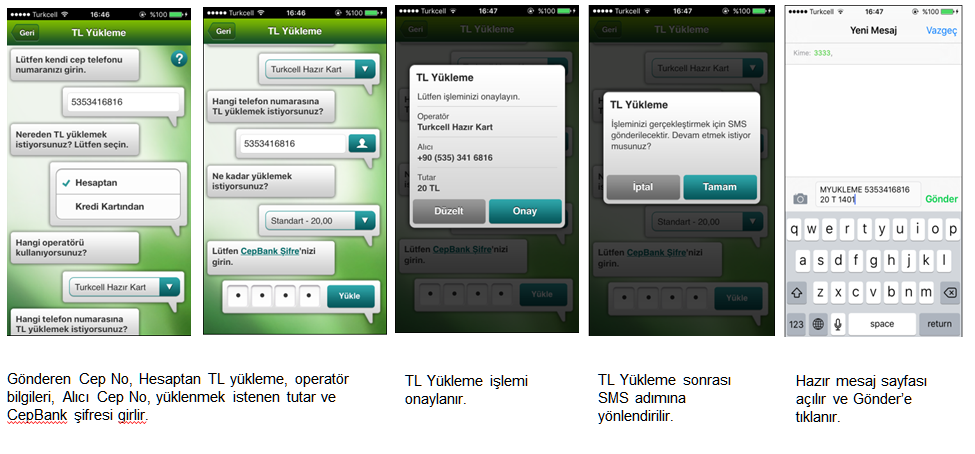 ●●●●● Turkcell 16:46 %100
Geri TL Yükleme
Lütfen kendi cep telefonu
numaranızı girin.
?
5353416816
Nereden TL yüklemek
istiyorsunuz? Lütfen seçin.
✓ Hesaptan
Kredi Kartından
Hangi operatörü
kullanıyorsunuz?
Turkcell Hazır Kart
Hangi telefon numarasına
TL yüklemek istiyorsunuz?
●●●●● Turkcell 16:46 %100
Geri TL Yükleme
Turkcell Hazır Kart
Hangi telefon numarasına
TL yüklemek istiyorsunuz?
5353416816
Ne kadar yüklemek
istiyorsunuz?
Standart - 20,00
Lütfen CepBank Şifre'nizi
girin.
• • • • Yükle
●●●●● Turkcell 16:47 %100
Geri TL Yükleme
Turkcell Hazır Kart
TL Yükleme
Lütfen işleminizi onaylayın.
Operatör
Turkcell Hazır Kart
Alıcı
+90 (535) 341 6816
Tutar
20 TL
Düzelt Onay
Lütfen CepBank Şifre'nizi
girin.
• • • • Yükle
●●●●● Turkcell 16:47 %100
Geri TL Yükleme
Turkcell Hazır Kart
TL Yükleme
İşleminizi gerçekleştirmek için SMS
gönderilecektir. Devam etmek istiyor
musunuz?
İptal Tamam
Standart - 20.00
Lütfen CepBank Şifre'nizi
girin.
• • • • Yükle
●●●●● Turkcell 16:47 %100
Yeni Mesaj Vazgeç
Kime: 3333,
MYUKLEME 5353416816
20 T 1401
Gönder
q w e r t y u i o p
a s d f g h j k l
z x c v b n m
123 space return
Gönderen Cep No, Hesaptan TL yükleme, operatör
bilgileri, Alıcı Cep No, yüklenmek istenen tutar ve
CepBank şifresi girlir.
TL Yükleme işlemi
onaylanır.
TL Yükleme sonrası
SMS adımına
yönlendirilir.
Hazır mesaj sayfası
açılır ve Gönder'e
tıklanır.